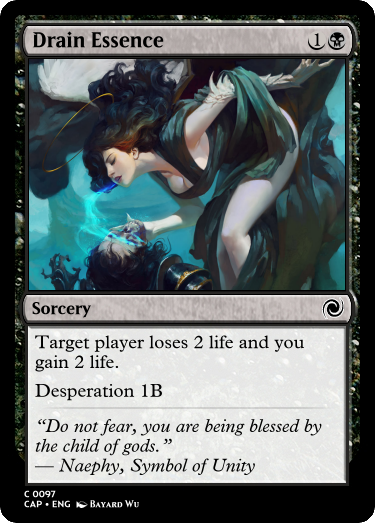 Drain Essence 1
Sorcery
Target player loses 2 life and you
gain 2 life.
Desperation 1B
“Do not fear, you are being blessed by
the child of gods.”
— Naephy, Symbol of Unity
C 0097
CAP • ENG Bayard Wu